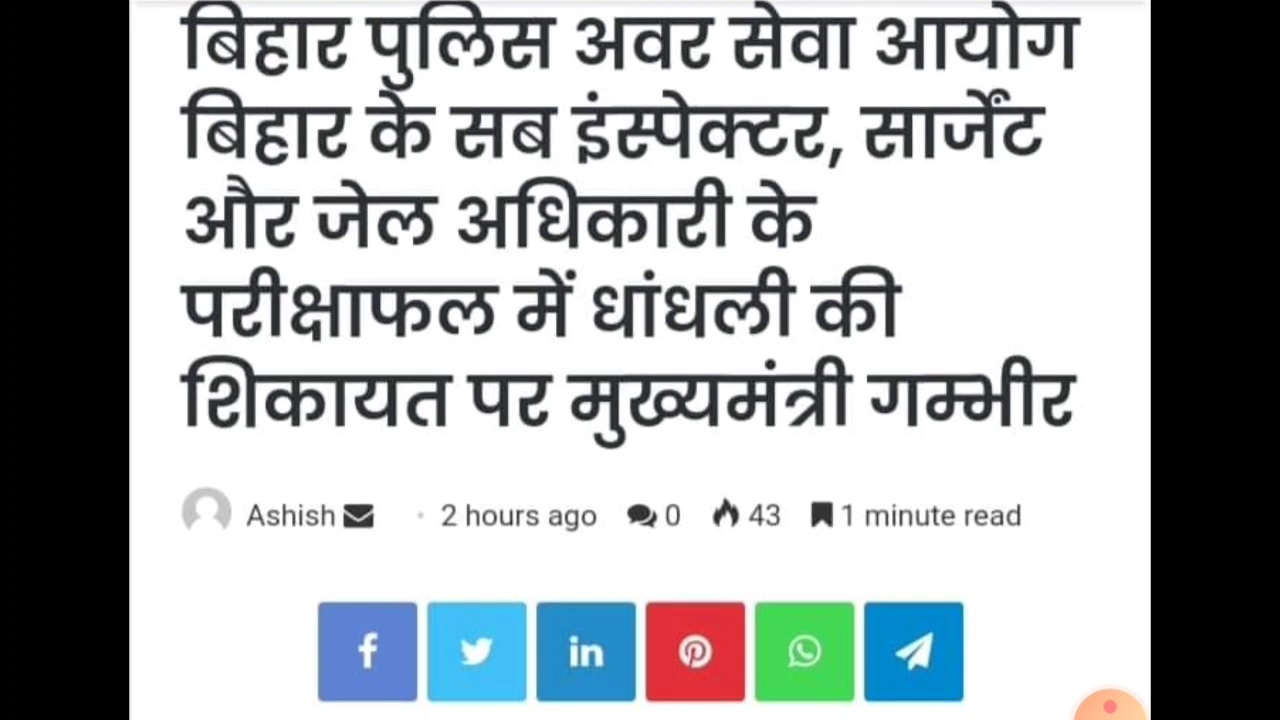 बिहार पुलिस अवर सेवा आयोग
बिहार के सब इंस्पेक्टर, सार्जेंट
और जेल अधिकारी के
परीक्षाफल में धांधली की
शिकायत पर मुख्यमंत्री गम्भीर
Ashish 2 hours ago 0 43 1 minute read